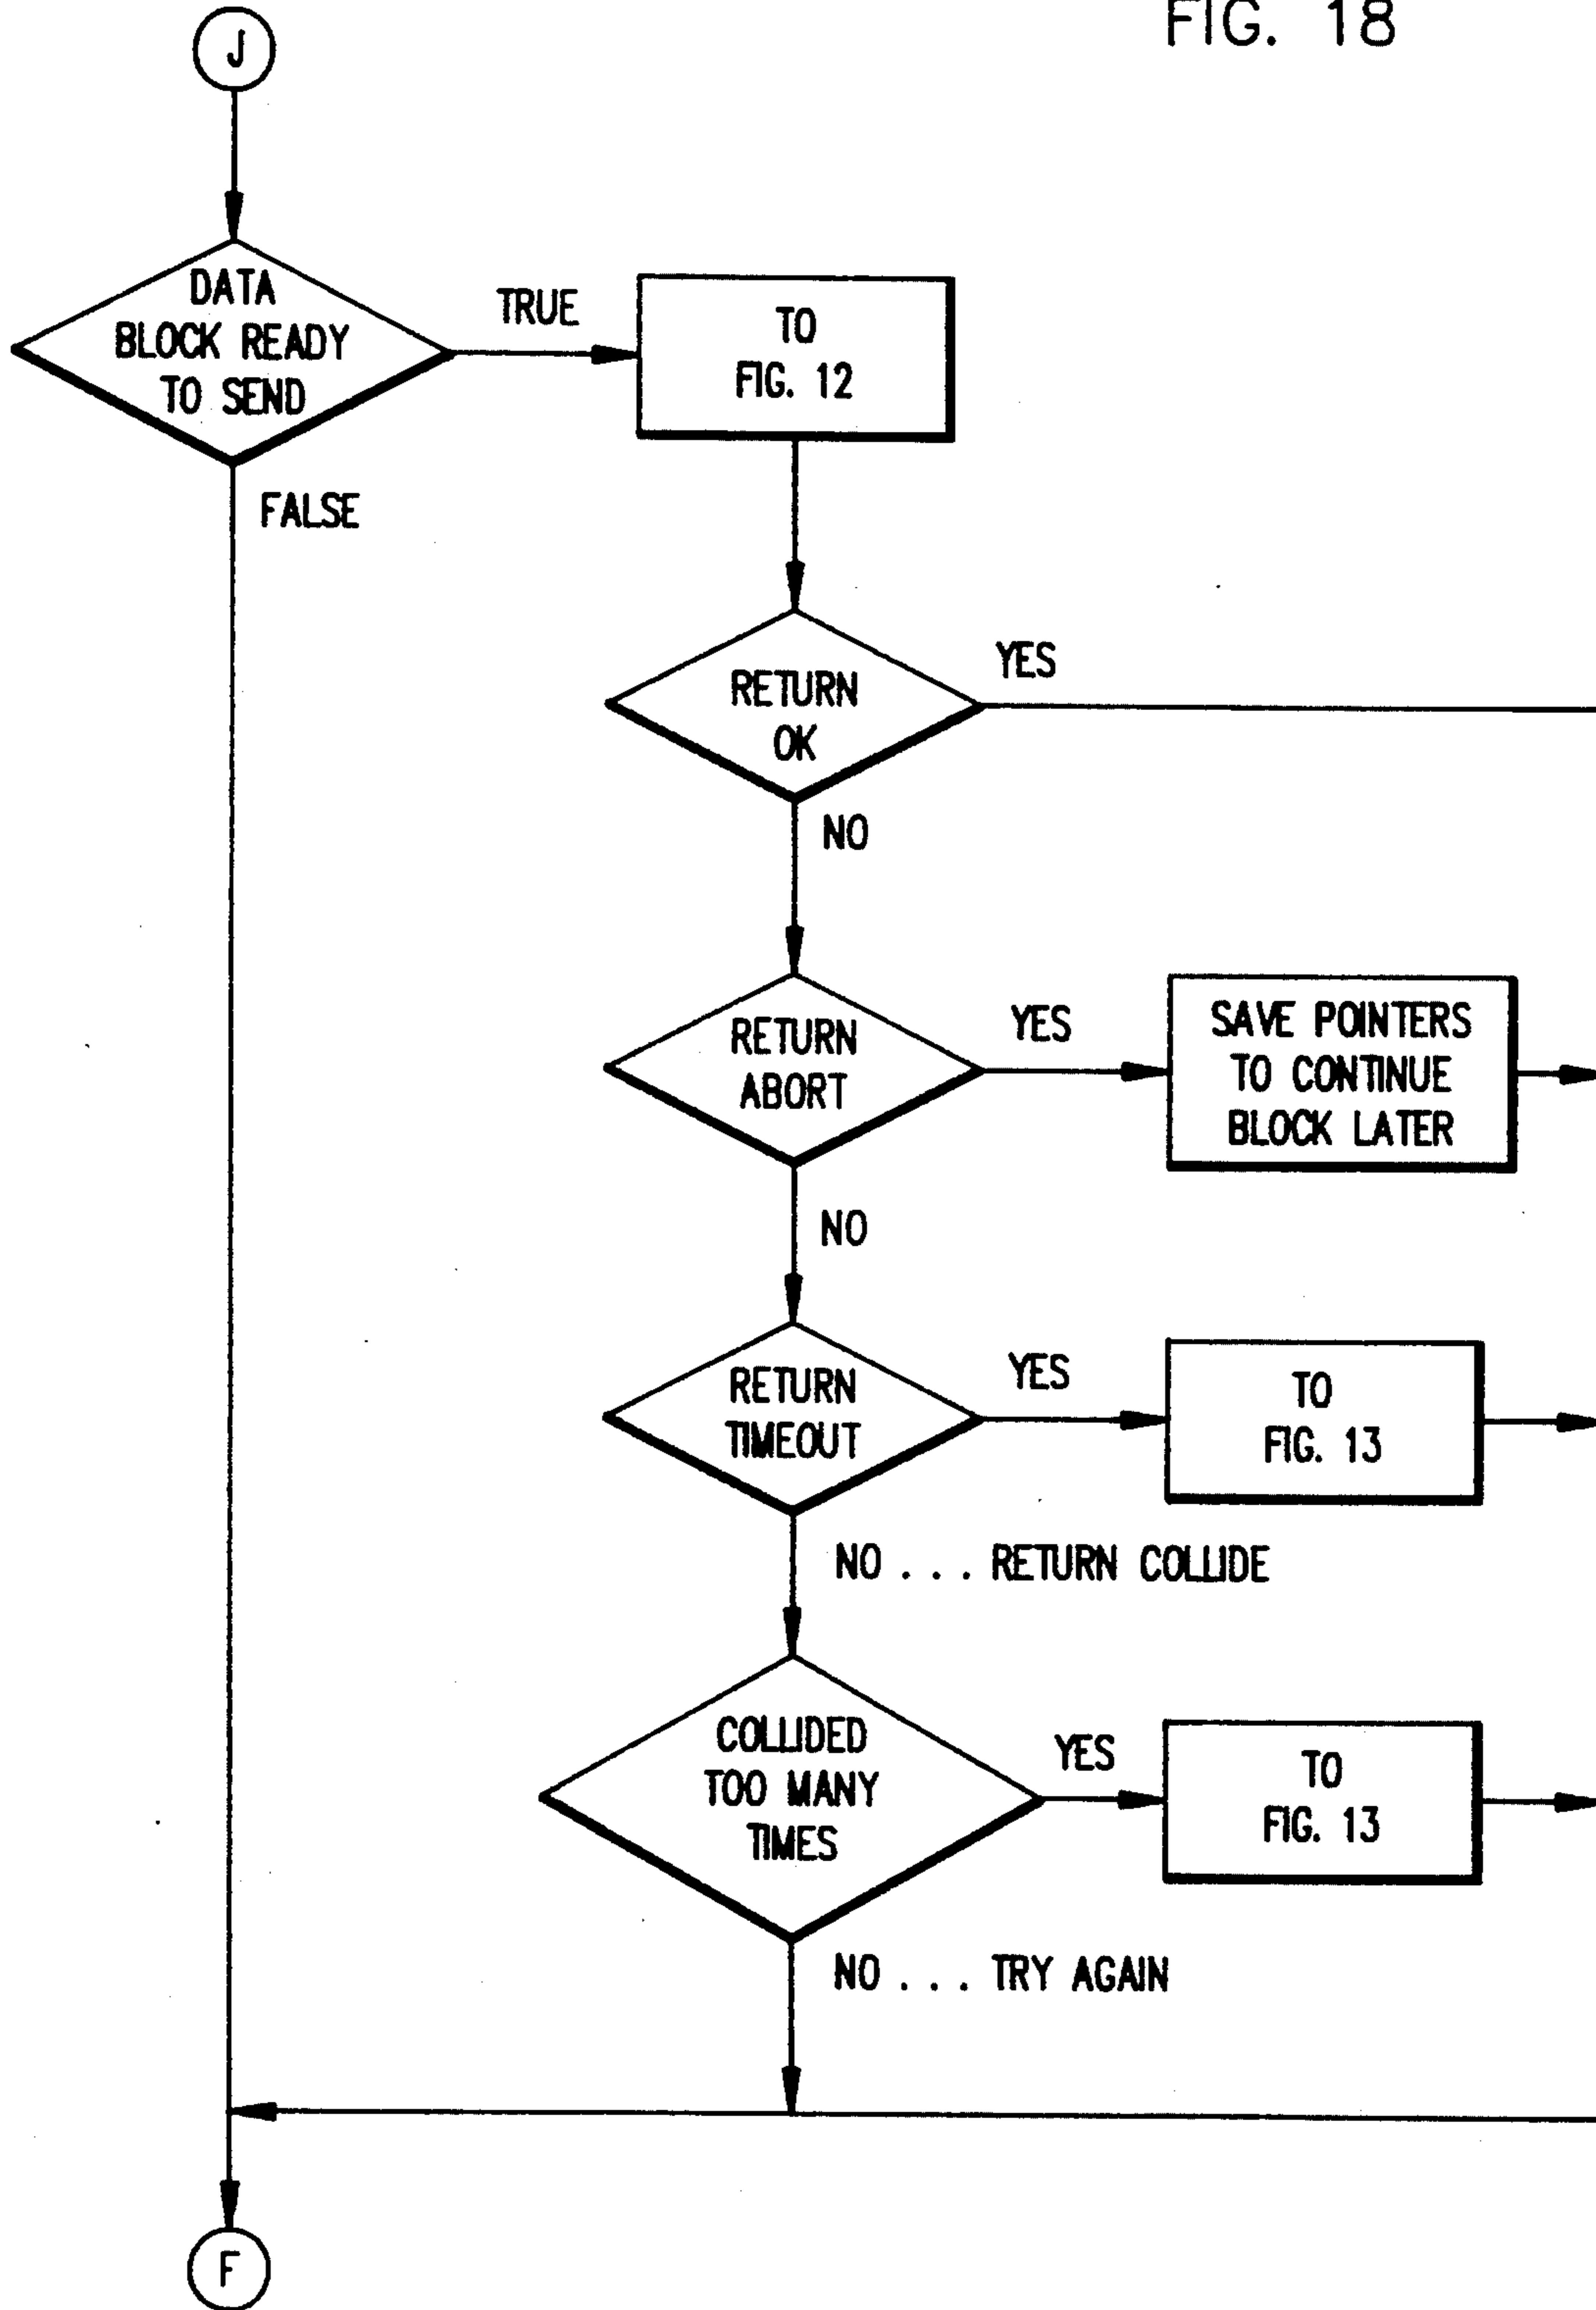 FIG. 18
J
DATA
BLOCK READY
TO SEND
TRUE
TO
FIG. 12
FALSE
RETURN
OK
YES
NO
RETURN
ABORT
YES
SAVE POINTERS
TO CONTINUE
BLOCK LATER
NO
RETURN
TIMEOUT
YES
TO
FIG. 13
NO . . . RETURN COLLIDE
COLLIDED
TOO MANY
TIMES
YES
TO
FIG. 13
NO . . . TRY AGAIN
F